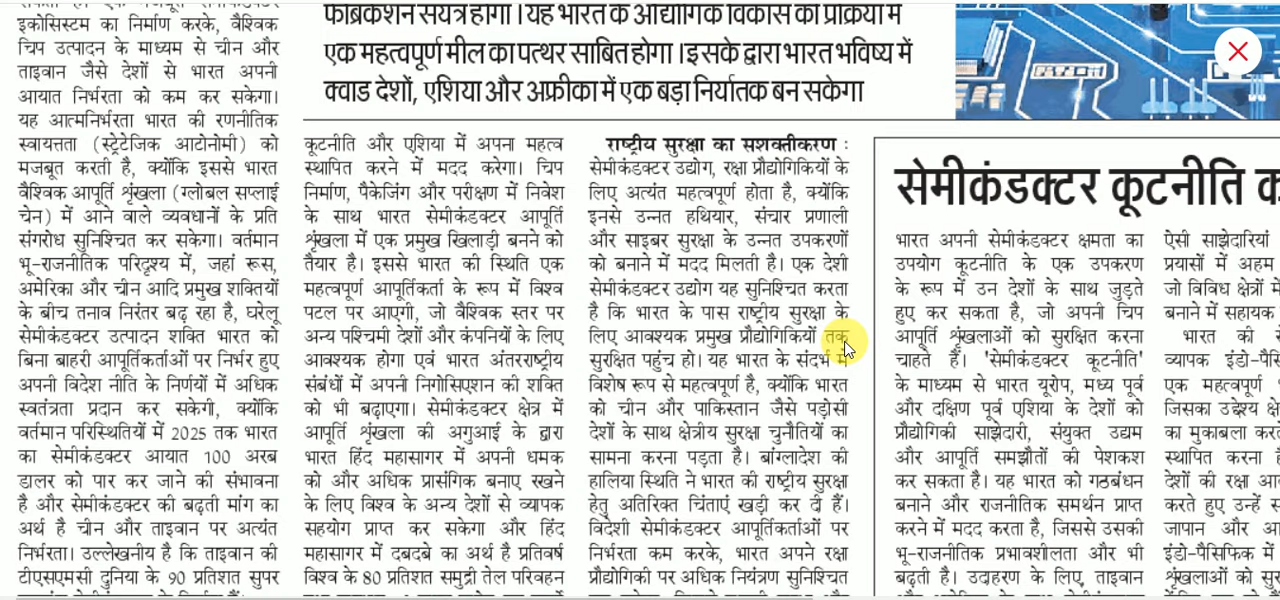 इकोसिस्टम का निर्माण करके, वैश्विक
चिप उत्पादन के माध्यम से चीन और
ताइवान जैसे देशों से भारत अपनी
आयात निर्भरता को कम कर सकेगा।
यह आत्मनिर्भरता भारत की रणनीतिक
स्वायत्तता (स्ट्रेटेजिक आटोनोमी) को
मजबूत करती है, क्योंकि इससे भारत
वैश्विक आपूर्ति शृंखला (ग्लोबल सप्लाई
चेन) में आने वाले व्यवधानों के प्रति
संगरोध सुनिश्चित कर सकेगा। वर्तमान
भू-राजनीतिक परिदृश्य में, जहां रूस,
अमेरिका और चीन आदि प्रमुख शक्तियों
के बीच तनाव निरंतर बढ़ रहा है, घरेलू
सेमीकंडक्टर उत्पादन शक्ति भारत को
बिना बाहरी आपूर्तिकर्ताओं पर निर्भर हुए
अपनी विदेश नीति के निर्णयों में अधिक
स्वतंत्रता प्रदान कर सकेगी, क्योंकि
वर्तमान परिस्थितियों में 2025 तक भारत
का सेमीकंडक्टर आयात 100 अरब
डालर को पार कर जाने की संभावना
है और सेमीकंडक्टर की बढ़ती मांग का
अर्थ है चीन और ताइवान पर अत्यंत
निर्भरता। उल्लेखनीय है कि ताइवान की
टीएसएमसी दुनिया के 90 प्रतिशत सुपर
फैब्रिकेशन संयंत्र होगा। यह भारत के औद्योगिक विकास की प्रक्रिया में
एक महत्वपूर्ण मील का पत्थर साबित होगा। इसके द्वारा भारत भविष्य में
क्वाड देशों, एशिया और अफ्रीका में एक बड़ा निर्यातक बन सकेगा
कूटनीति और एशिया में अपना महत्व
स्थापित करने में मदद करेगा। चिप
निर्माण, पैकेजिंग और परीक्षण में निवेश
के साथ भारत सेमीकंडक्टर आपूर्ति
शृंखला में एक प्रमुख खिलाड़ी बनने को
तैयार है। इससे भारत की स्थिति एक
महत्वपूर्ण आपूर्तिकर्ता के रूप में विश्व
पटल पर आएगी, जो वैश्विक स्तर पर
अन्य पश्चिमी देशों और कंपनियों के लिए
आवश्यक होगा एवं भारत अंतरराष्ट्रीय
संबंधों में अपनी निगोसिएशन की शक्ति
को भी बढ़ाएगा। सेमीकंडक्टर क्षेत्र में
आपूर्ति शृंखला की अगुआई के द्वारा
भारत हिंद महासागर में अपनी धमक
को और अधिक प्रासंगिक बनाए रखने
के लिए विश्व के अन्य देशों से व्यापक
सहयोग प्राप्त कर सकेगा और हिंद
महासागर में दबदबे का अर्थ है प्रतिवर्ष
विश्व के 80 प्रतिशत समुद्री तेल परिवहन
राष्ट्रीय सुरक्षा का सशक्तीकरण :
सेमीकंडक्टर उद्योग, रक्षा प्रौद्योगिकियों के
लिए अत्यंत महत्वपूर्ण होता है, क्योंकि
इनसे उन्नत हथियार, संचार प्रणाली
और साइबर सुरक्षा के उन्नत उपकरणों
को बनाने में मदद मिलती है। एक देशी
सेमीकंडक्टर उद्योग यह सुनिश्चित करता
है कि भारत के पास राष्ट्रीय सुरक्षा के
लिए आवश्यक प्रमुख प्रौद्योगिकियों तक
सुरक्षित पहुंच हो। यह भारत के संदर्भ में
विशेष रूप से महत्वपूर्ण है, क्योंकि भारत
को चीन और पाकिस्तान जैसे पड़ोसी
देशों के साथ क्षेत्रीय सुरक्षा चुनौतियों का
सामना करना पड़ता है। बांग्लादेश की
हालिया स्थिति ने भारत की राष्ट्रीय सुरक्षा
हेतु अतिरिक्त चिंताएं खड़ी कर दी हैं।
विदेशी सेमीकंडक्टर आपूर्तिकर्ताओं पर
निर्भरता कम करके, भारत अपने रक्षा
प्रौद्योगिकी पर अधिक नियंत्रण सुनिश्चित
सेमीकंडक्टर कूटनीति
भारत अपनी सेमीकंडक्टर क्षमता का
उपयोग कूटनीति के एक उपकरण
के रूप में उन देशों के साथ जुड़ते
हुए कर सकता है, जो अपनी चिप
आपूर्ति शृंखलाओं को सुरक्षित करना
चाहते हैं। 'सेमीकंडक्टर कूटनीति'
के माध्यम से भारत यूरोप, मध्य पूर्व
और दक्षिण पूर्व एशिया के देशों को
प्रौद्योगिकी साझेदारी, संयुक्त उद्यम
और आपूर्ति समझौतों की पेशकश
कर सकता है। यह भारत को गठबंधन
बनाने और राजनीतिक समर्थन प्राप्त
करने में मदद करता है, जिससे उसकी
भू-राजनीतिक प्रभावशीलता और भी
बढ़ती है। उदाहरण के लिए, ताइवान
ऐसी साझेदारियां
प्रयासों में अहम
जो विविध क्षेत्रों में
बनाने में सहायक
भारत की
व्यापक इंडो-पैसि
एक महत्वपूर्ण
जिसका उद्देश्य क्षे
का मुकाबला कर
स्थापित करना
देशों की रक्षा आ
करते हुए उन्हें
जापान और
इंडो-पैसिफिक में
शृंखलाओं को सु